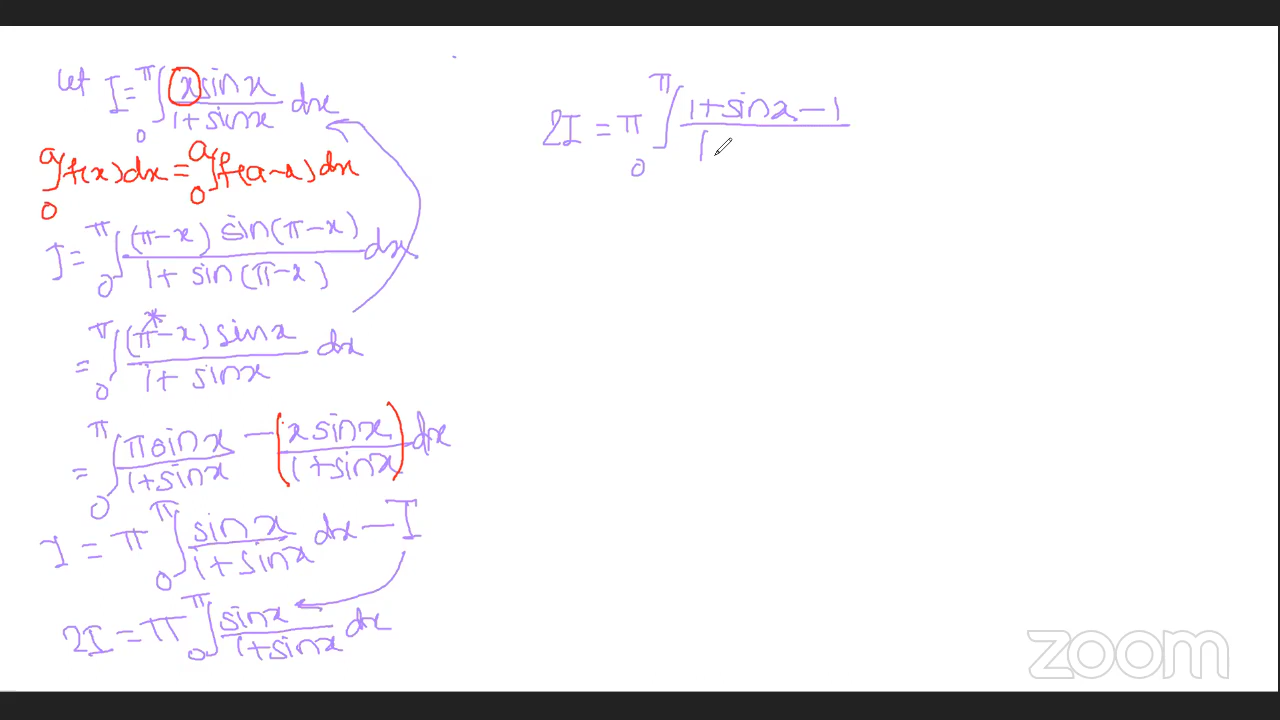 let I = ∫₀^π x sinx / 1 + sinx dx
∫₀^a f(x) dx = ∫₀^a f(a-x) dx
I = ∫₀^π (π-x) sin(π-x) / 1 + sin(π-x) dx
= ∫₀^π (π-x) sinx / 1 + sinx dx
= ∫₀^π π sinx / 1 + sinx - (x sinx / 1 + sinx) dx
I = π ∫₀^π sinx / 1 + sinx dx - I
2I = π ∫₀^π sinx / 1 + sinx dx
2I = π ∫₀^π 1 + sinx - 1 / 1
zoom